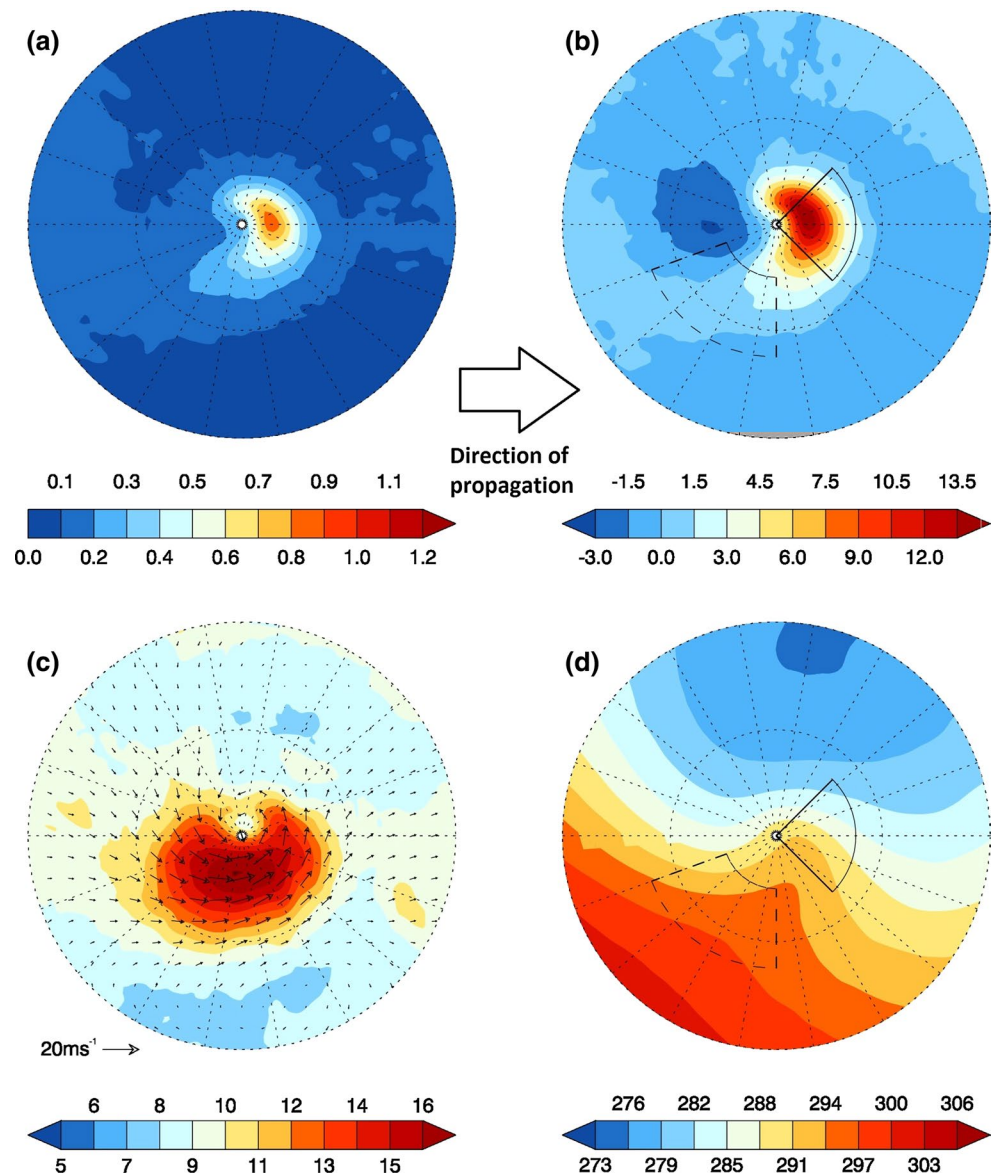 (a)
(b)
Direction of
propagation
0.1 0.3 0.5 0.7 0.9 1.1
0.0 0.2 0.4 0.6 0.8 1.0 1.2
-1.5 1.5 4.5 7.5 10.5 13.5
-3.0 0.0 3.0 6.0 9.0 12.0
(c)
(d)
20ms⁻¹
6 8 10 12 14 16
5 7 9 11 13 15
276 282 288 294 300 306
273 279 285 291 297 303